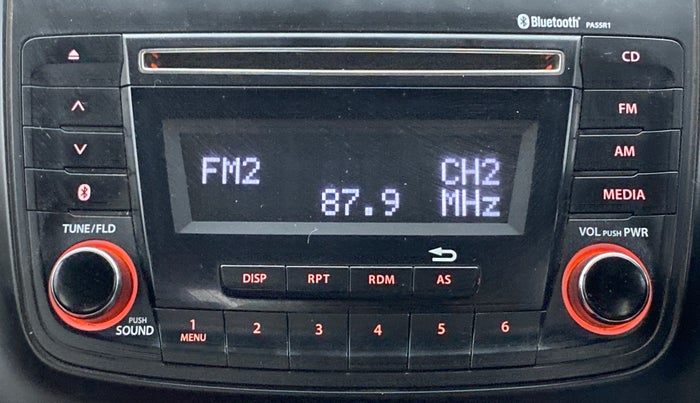 Bluetooth® PA5SR1
CD
FM
AM
MEDIA
FM2 CH2
87.9 MHz
TUNE/FLD
VOL PUSH PWR
DISP RPT RDM AS
PUSH
SOUND
1 2 3 4 5 6
MENU